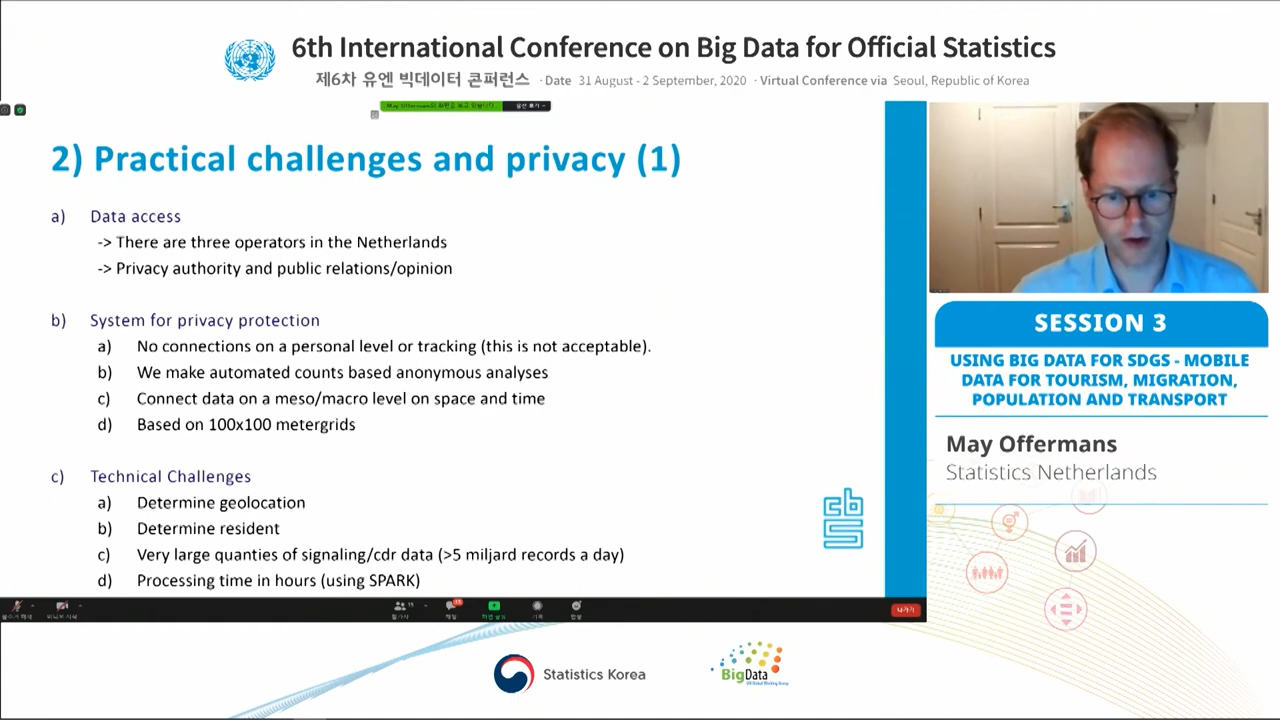 6th International Conference on Big Data for Official Statistics
제6차 유엔 빅데이터 콘퍼런스 · Date 31 August - 2 September, 2020 · Virtual Conference via Seoul, Republic of Korea
2) Practical challenges and privacy (1)
a) Data access
-> There are three operators in the Netherlands
-> Privacy authority and public relations/opinion
b) System for privacy protection
a) No connections on a personal level or tracking (this is not acceptable).
b) We make automated counts based anonymous analyses
c) Connect data on a meso/macro level on space and time
d) Based on 100x100 metergrids
c) Technical Challenges
a) Determine geolocation
b) Determine resident
c) Very large quanties of signaling/cdr data (>5 miljard records a day)
d) Processing time in hours (using SPARK)
cbs
SESSION 3
USING BIG DATA FOR SDGS - MOBILE
DATA FOR TOURISM, MIGRATION,
POPULATION AND TRANSPORT
May Offermans
Statistics Netherlands
나가기
Statistics Korea
BigData